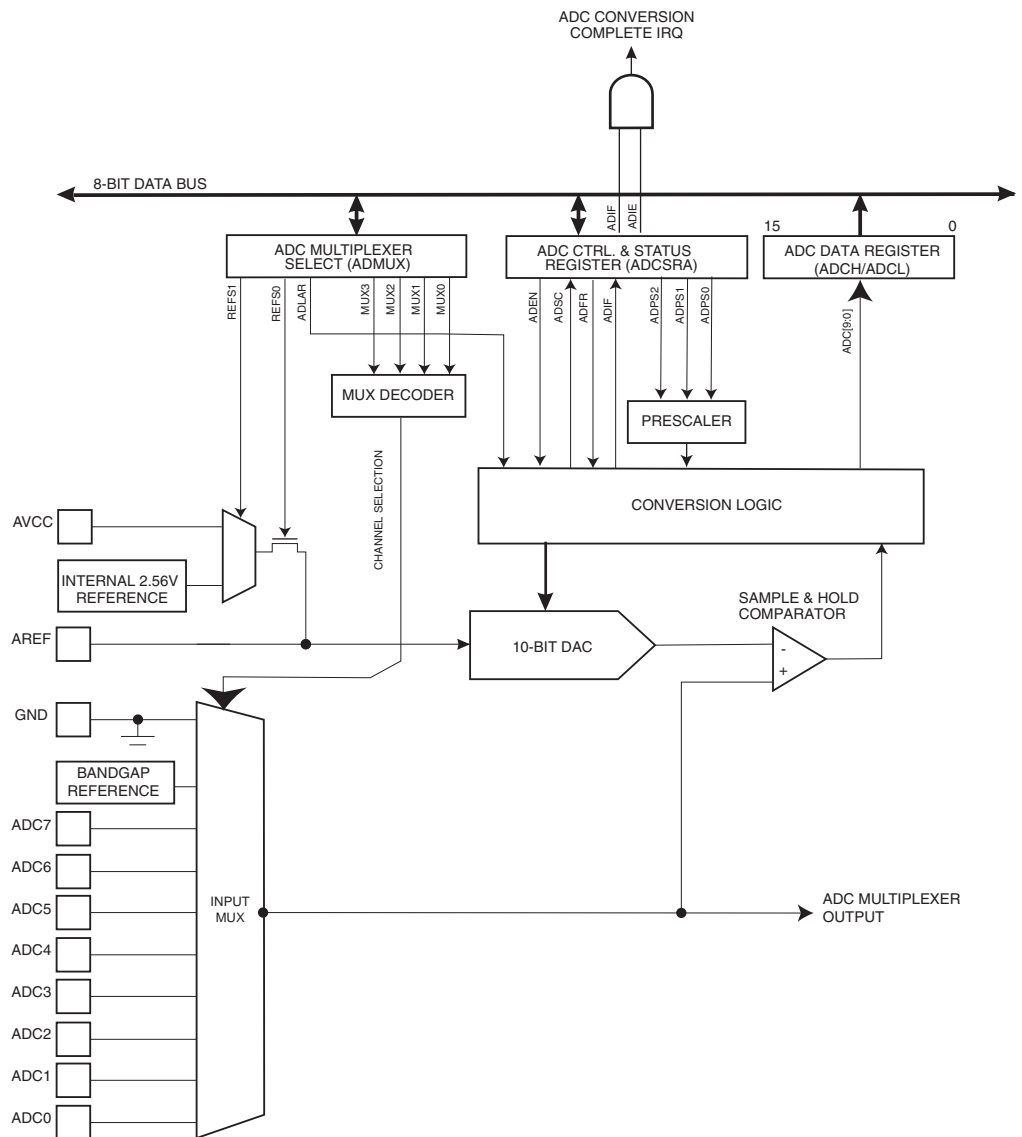 ADC CONVERSION
COMPLETE IRQ
8-BIT DATA BUS
ADIF
ADIE
15
0
ADC MULTIPLEXER
SELECT (ADMUX)
ADC CTRL. & STATUS
REGISTER (ADCSRA)
ADC DATA REGISTER
(ADCH/ADCL)
REFS1
REFS0
ADLAR
MUX3
MUX2
MUX1
MUX0
ADEN
ADSC
ADFR
ADIF
ADPS2
ADPS1
ADPS0
ADC[9:0]
MUX DECODER
PRESCALER
CHANNEL SELECTION
CONVERSION LOGIC
AVCC
INTERNAL 2.56V
REFERENCE
SAMPLE & HOLD
COMPARATOR
AREF
10-BIT DAC
-
+
GND
BANDGAP
REFERENCE
ADC7
ADC6
ADC5
INPUT
MUX
ADC MULTIPLEXER
OUTPUT
ADC4
ADC3
ADC2
ADC1
ADC0